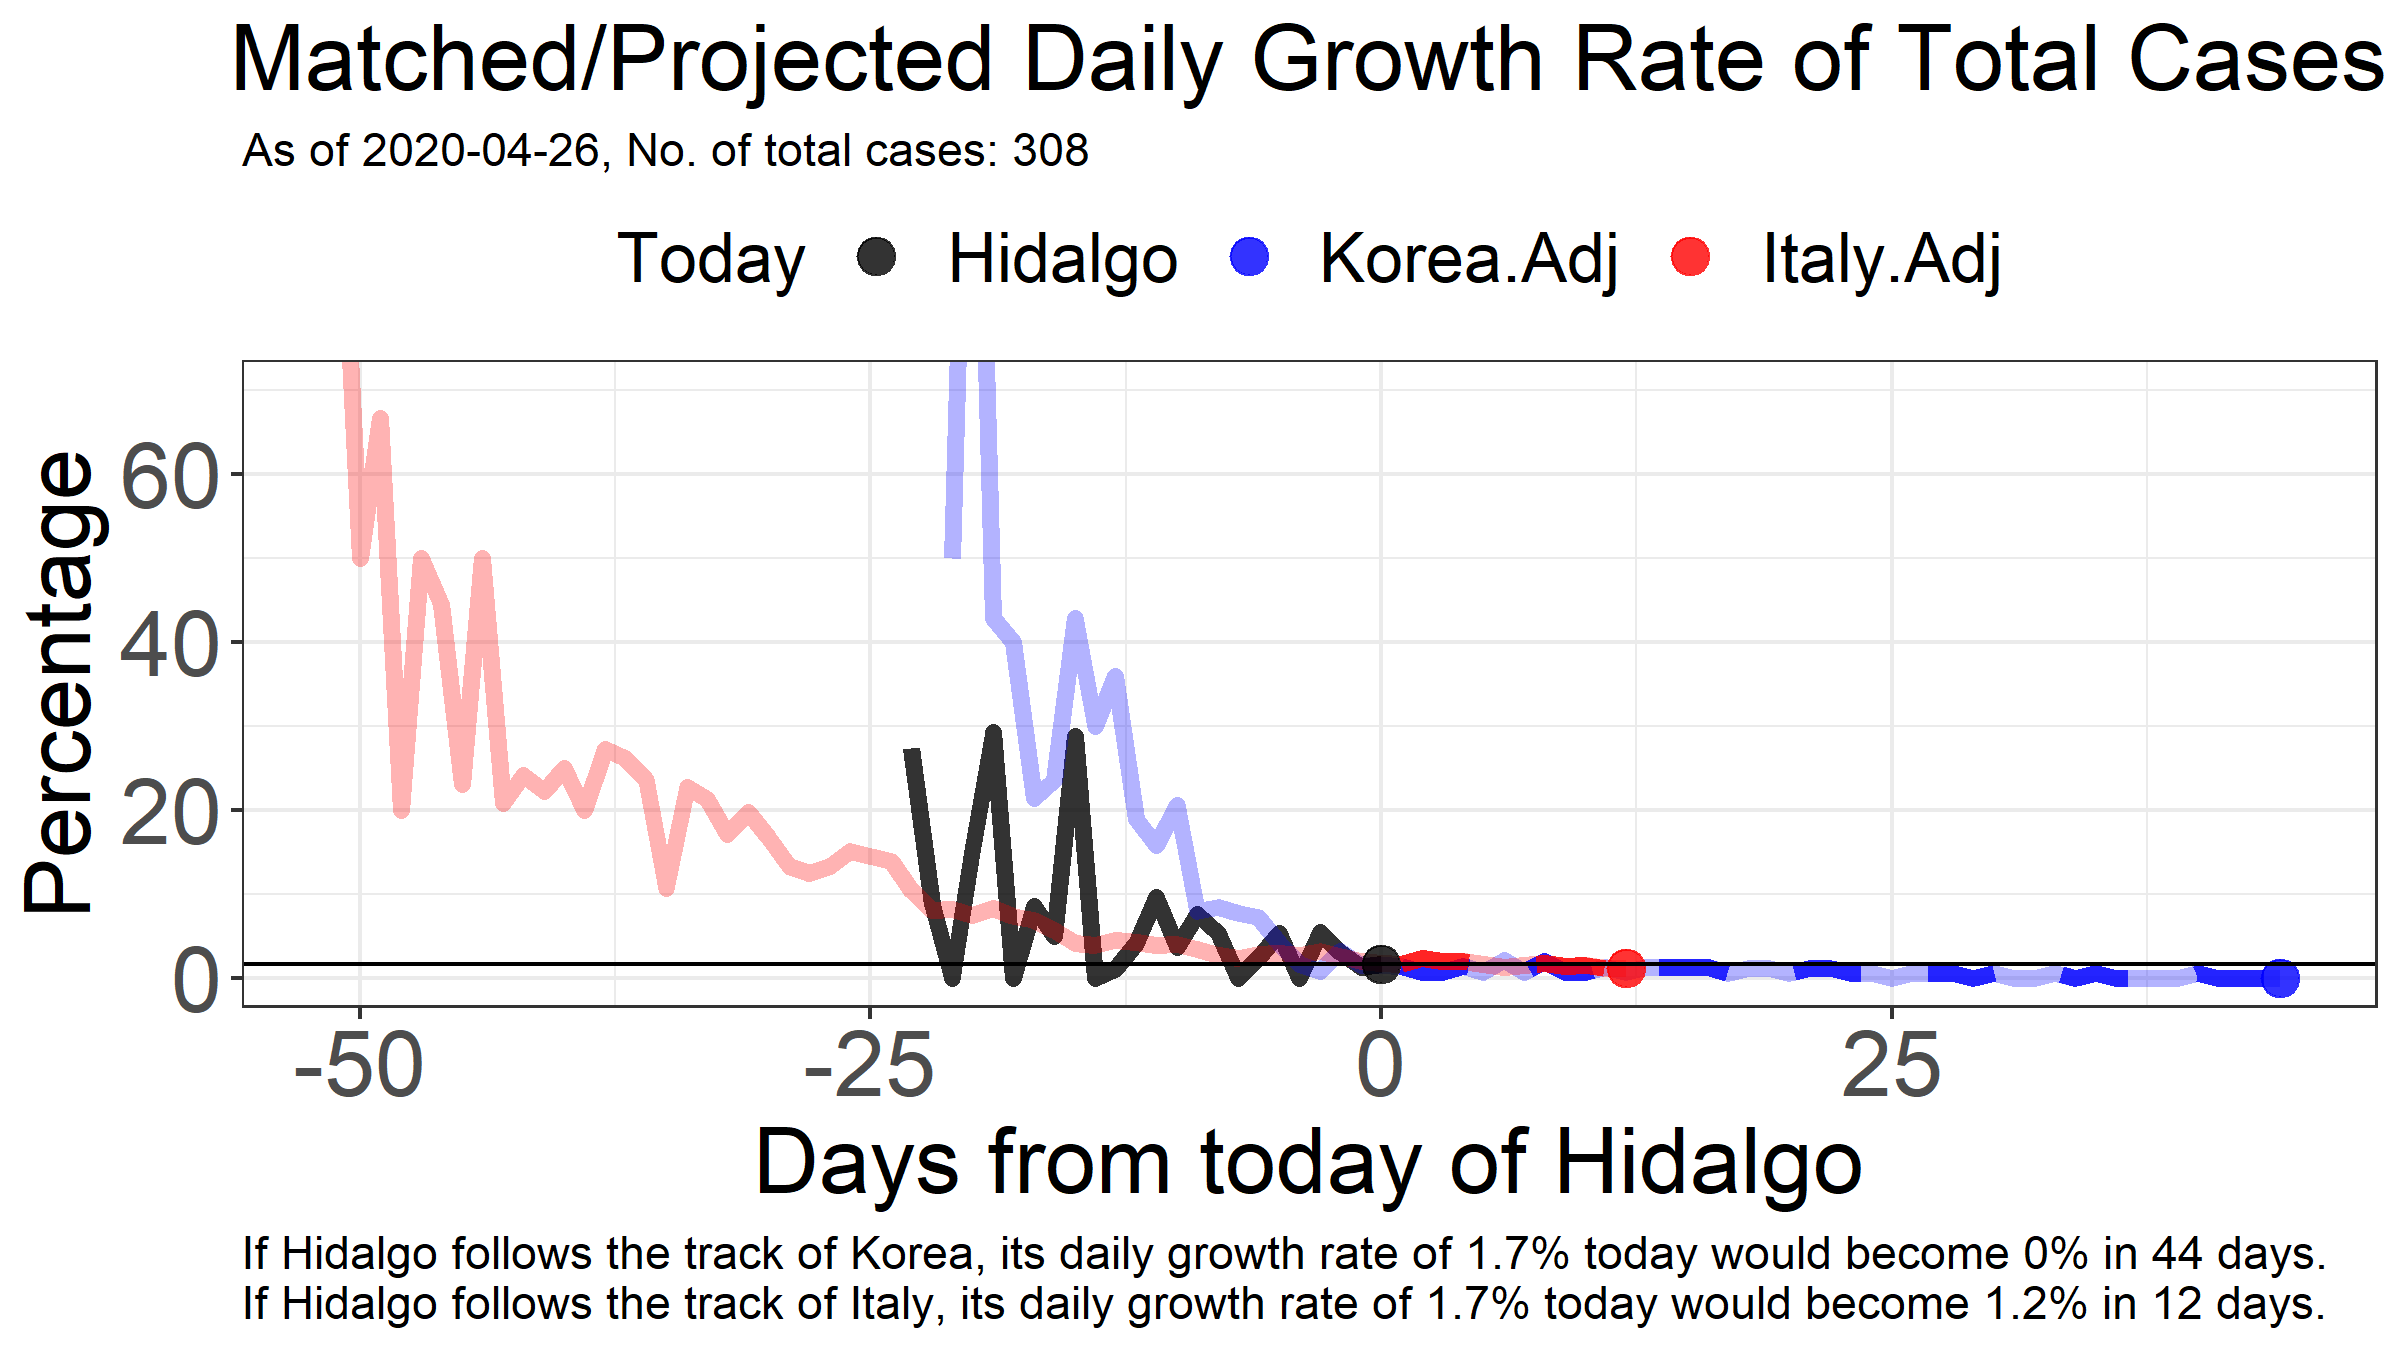 Matched/Projected Daily Growth Rate of Total Cases
As of 2020-04-26, No. of total cases: 308
Today Hidalgo Korea.Adj Italy.Adj
Percentage
60
40
20
0
-50 -25 0 25
Days from today of Hidalgo
If Hidalgo follows the track of Korea, its daily growth rate of 1.7% today would become 0% in 44 days.
If Hidalgo follows the track of Italy, its daily growth rate of 1.7% today would become 1.2% in 12 days.